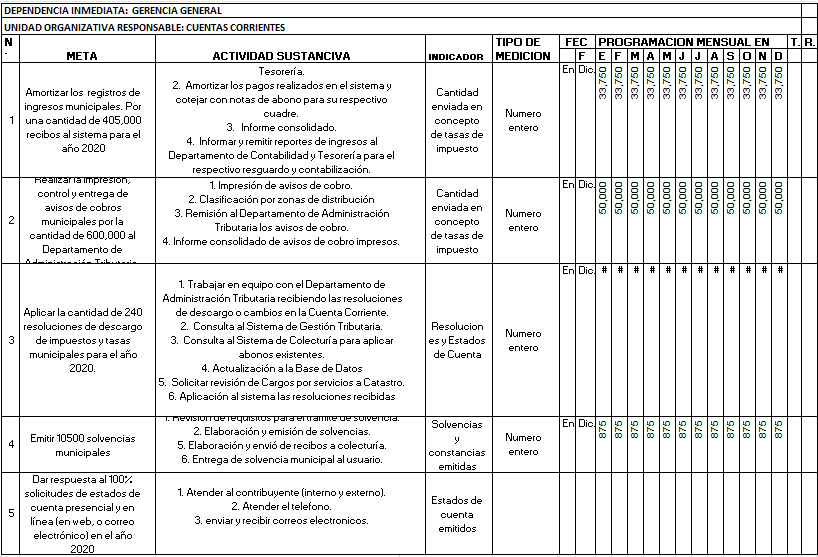 DEPENDENCIA INMEDIATA: GERENCIA GENERAL
UNIDAD ORGANIZATIVA RESPONSABLE: CUENTAS CORRIENTES
N META ACTIVIDAD SUSTANCIVA INDICADOR TIPO DE MEDICION FEC PROGRAMACION MENSUAL EN T. R.
F E F M A M J J A S O N D
1
Amortizar los registros de
ingresos municipales. Por
una cantidad de 405,000
recibos al sistema para el
año 2020
Tesorería.
2. Amortizar los pagos realizados en el sistema y
cotejar con notas de abono para su respectivo
cuadre.
3. Informe consolidado.
4. Informar y remitir reportes de ingresos al
Departamento de Contabilidad y Tesorería para el
respectivo resguardo y contabilización.
Cantidad
enviada en
concepto
de tasas de
impuesto
Numero
entero
En Dic. 33,750 33,750 33,750 33,750 33,750 33,750 33,750 33,750 33,750 33,750 33,750 33,750
2
Realizar la impresión,
control y entrega de
avisos de cobros
municipales por la
cantidad de 600,000 al
Departamento de
Administración Tributaria
1. Impresión de avisos de cobro.
2. Clasificación por zonas de distribución
3. Remisión al Departamento de Administración
Tributaria los avisos de cobro.
4. Informe consolidado de avisos de cobro impresos.
Cantidad
enviada en
concepto
de tasas de
impuesto
Numero
entero
En Dic. 50,000 50,000 50,000 50,000 50,000 50,000 50,000 50,000 50,000 50,000 50,000 50,000
3
Aplicar la cantidad de 240
resoluciones de descargo
de impuestos y tasas
municipales para el año
2020.
1. Trabajar en equipo con el Departamento de
Administración Tributaria recibiendo las resoluciones
de descargo o cambios en la Cuenta Corriente.
2. Consulta al Sistema de Gestión Tributaria.
3. Consulta al Sistema de Colecturía para aplicar
abonos existentes.
4. Actualización a la Base de Datos
5. Solicitar revisión de Cargos por servicios a Catastro.
6. Aplicación al sistema las resoluciones recibidas
Resolucion
es y Estados
de Cuenta
Numero
entero
En Dic. # # # # # # # # # # # #
4
Emitir 10500 solvencias
municipales
1. Revisión de requisitos para el trámite de solvencia.
2. Elaboración y emisión de solvencias.
5. Elaboración y envió de recibos a colecturía.
6. Entrega de solvencia municipal al usuario.
Solvencias
y
constancias
emitidas
Numero
entero
En Dic. 875 875 875 875 875 875 875 875 875 875 875 875
5
Dar respuesta al 100%
solicitudes de estados de
cuenta presencial y en
línea (en web, o correo
electrónico) en el año
2020
1. Atender al contribuyente (interno y externo).
2. Atender el telefono.
3. enviar y recibir correos electronicos.
Estados de
cuenta
emitidos